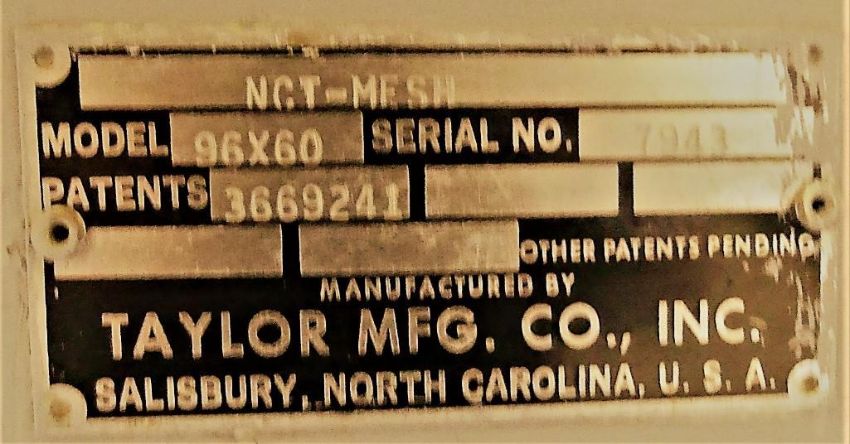 NCT-MESH
MODEL 96X60 SERIAL NO. 7943
PATENTS 3669241
OTHER PATENTS PENDING
MANUFACTURED BY
TAYLOR MFG. CO., INC.
SALISBURY, NORTH CAROLINA, U. S. A.